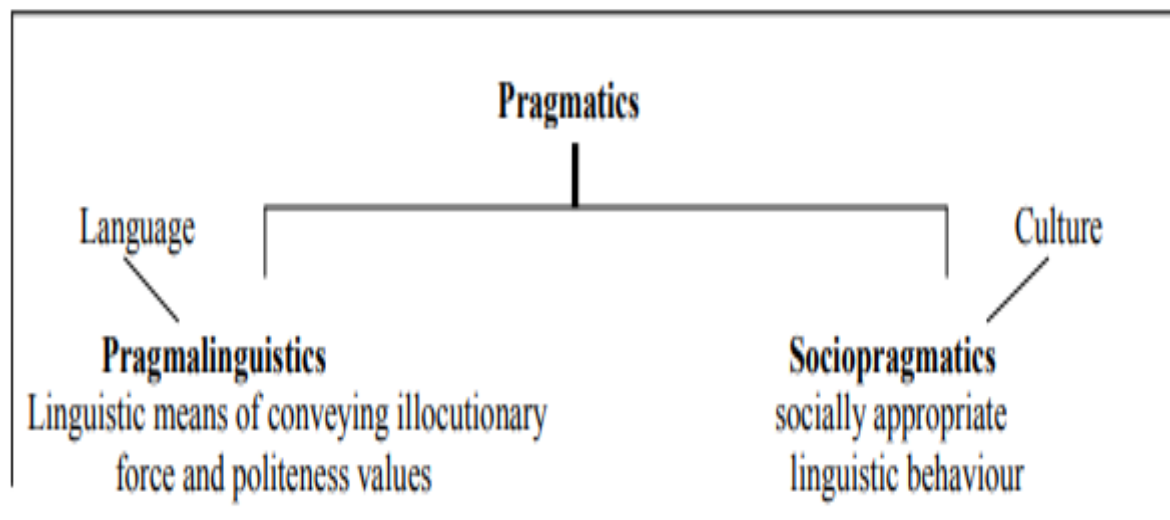 Pragmatics
Language
Culture
Pragmalinguistics
Linguistic means of conveying illocutionary
force and politeness values
Sociopragmatics
socially appropriate
linguistic behaviour